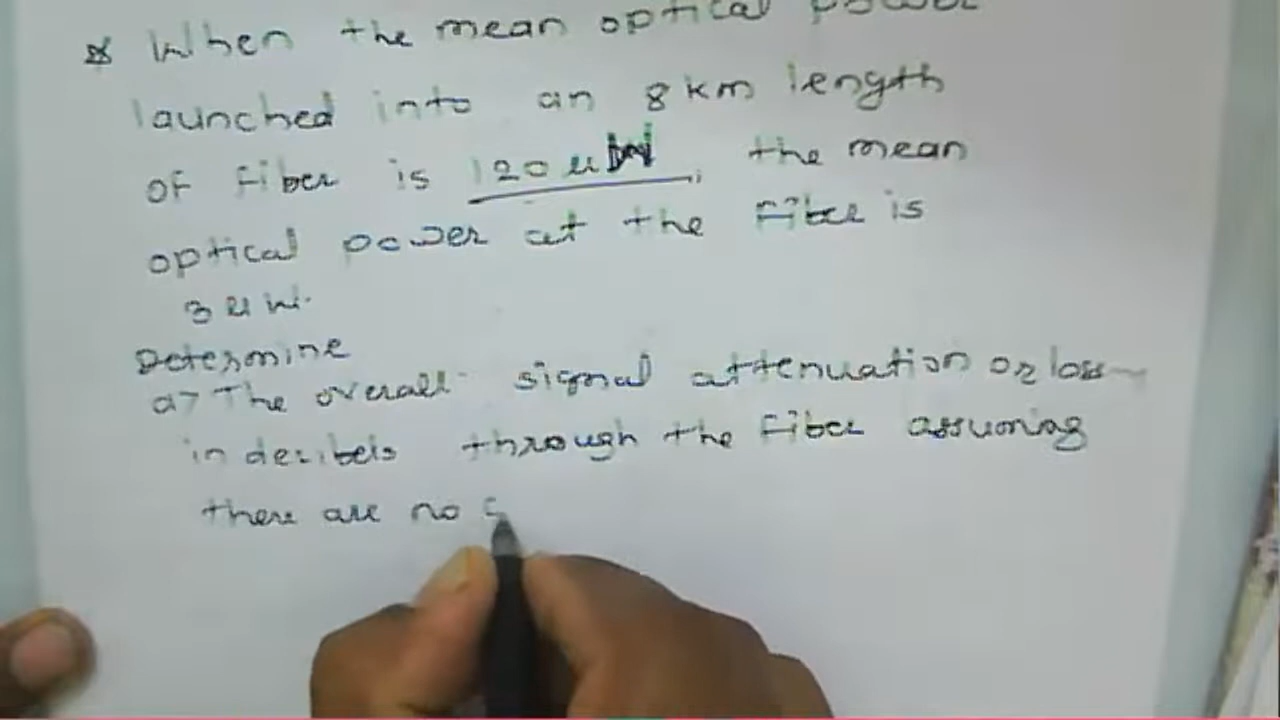 * When the mean optical power
launched into an 8 km length
of fiber is 120 μW, the mean
optical power at the fiber is
3 μW.
Determine
a> The overall signal attenuation or loss
in decibels through the fiber assuming
there are no